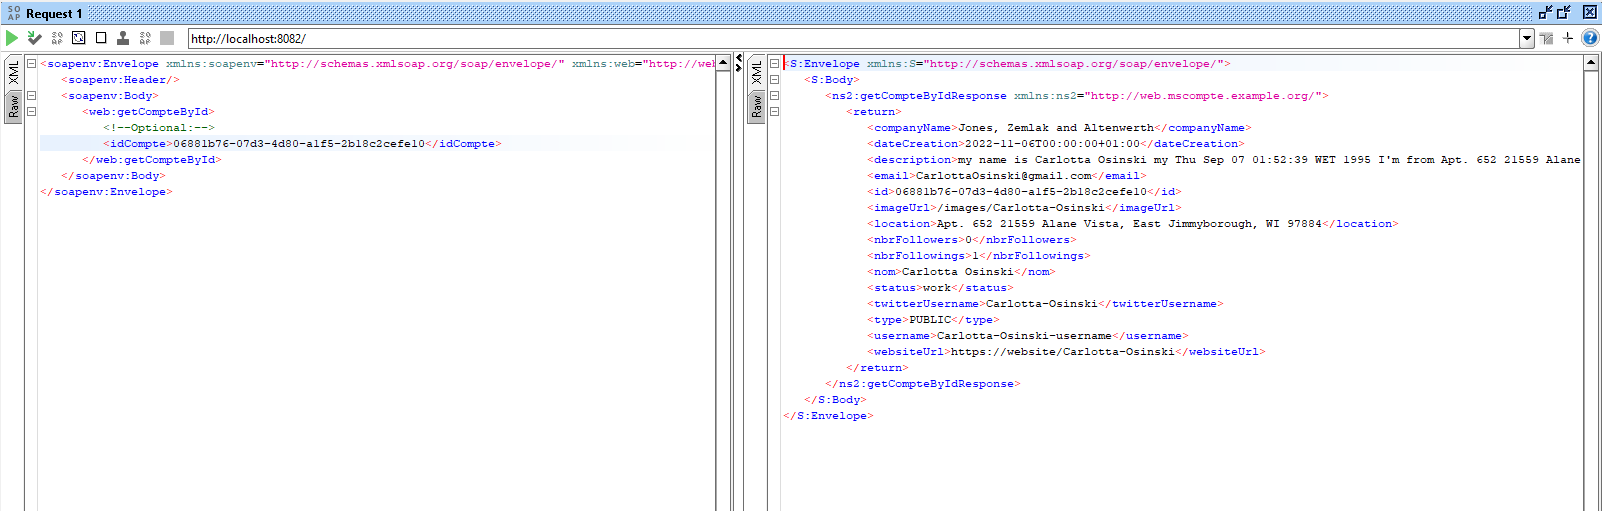 SO
AP
Request 1
SO
AP
SO
AP
http://localhost:8082/
XML
Raw
<soapenv:Envelope xmlns:soapenv="http://schemas.xmlsoap.org/soap/envelope/" xmlns:web="http://web
<soapenv:Header/>
<soapenv:Body>
<web:getCompteById>
<!--Optional:-->
<idCompte>06881b76-07d3-4d80-a1f5-2b18c2cefe10</idCompte>
</web:getCompteById>
</soapenv:Body>
</soapenv:Envelope>
XML
Raw
<S:Envelope xmlns:S="http://schemas.xmlsoap.org/soap/envelope/">
<S:Body>
<ns2:getCompteByIdResponse xmlns:ns2="http://web.mscompte.example.org/">
<return>
<companyName>Jones, Zemlak and Altenwerth</companyName>
<dateCreation>2022-11-06T00:00:00+01:00</dateCreation>
<description>my name is Carlotta Osinski my Thu Sep 07 01:52:39 WET 1995 I'm from Apt. 652 21559 Alane
<email>CarlottaOsinski@gmail.com</email>
<id>06881b76-07d3-4d80-a1f5-2b18c2cefe10</id>
<imageUrl>/images/Carlotta-Osinski</imageUrl>
<location>Apt. 652 21559 Alane Vista, East Jimmyborough, WI 97884</location>
<nbrFollowers>0</nbrFollowers>
<nbrFollowings>1</nbrFollowings>
<nom>Carlotta Osinski</nom>
<status>work</status>
<twitterUsername>Carlotta-Osinski</twitterUsername>
<type>PUBLIC</type>
<username>Carlotta-Osinski-username</username>
<websiteUrl>https://website/Carlotta-Osinski</websiteUrl>
</return>
</ns2:getCompteByIdResponse>
</S:Body>
</S:Envelope>